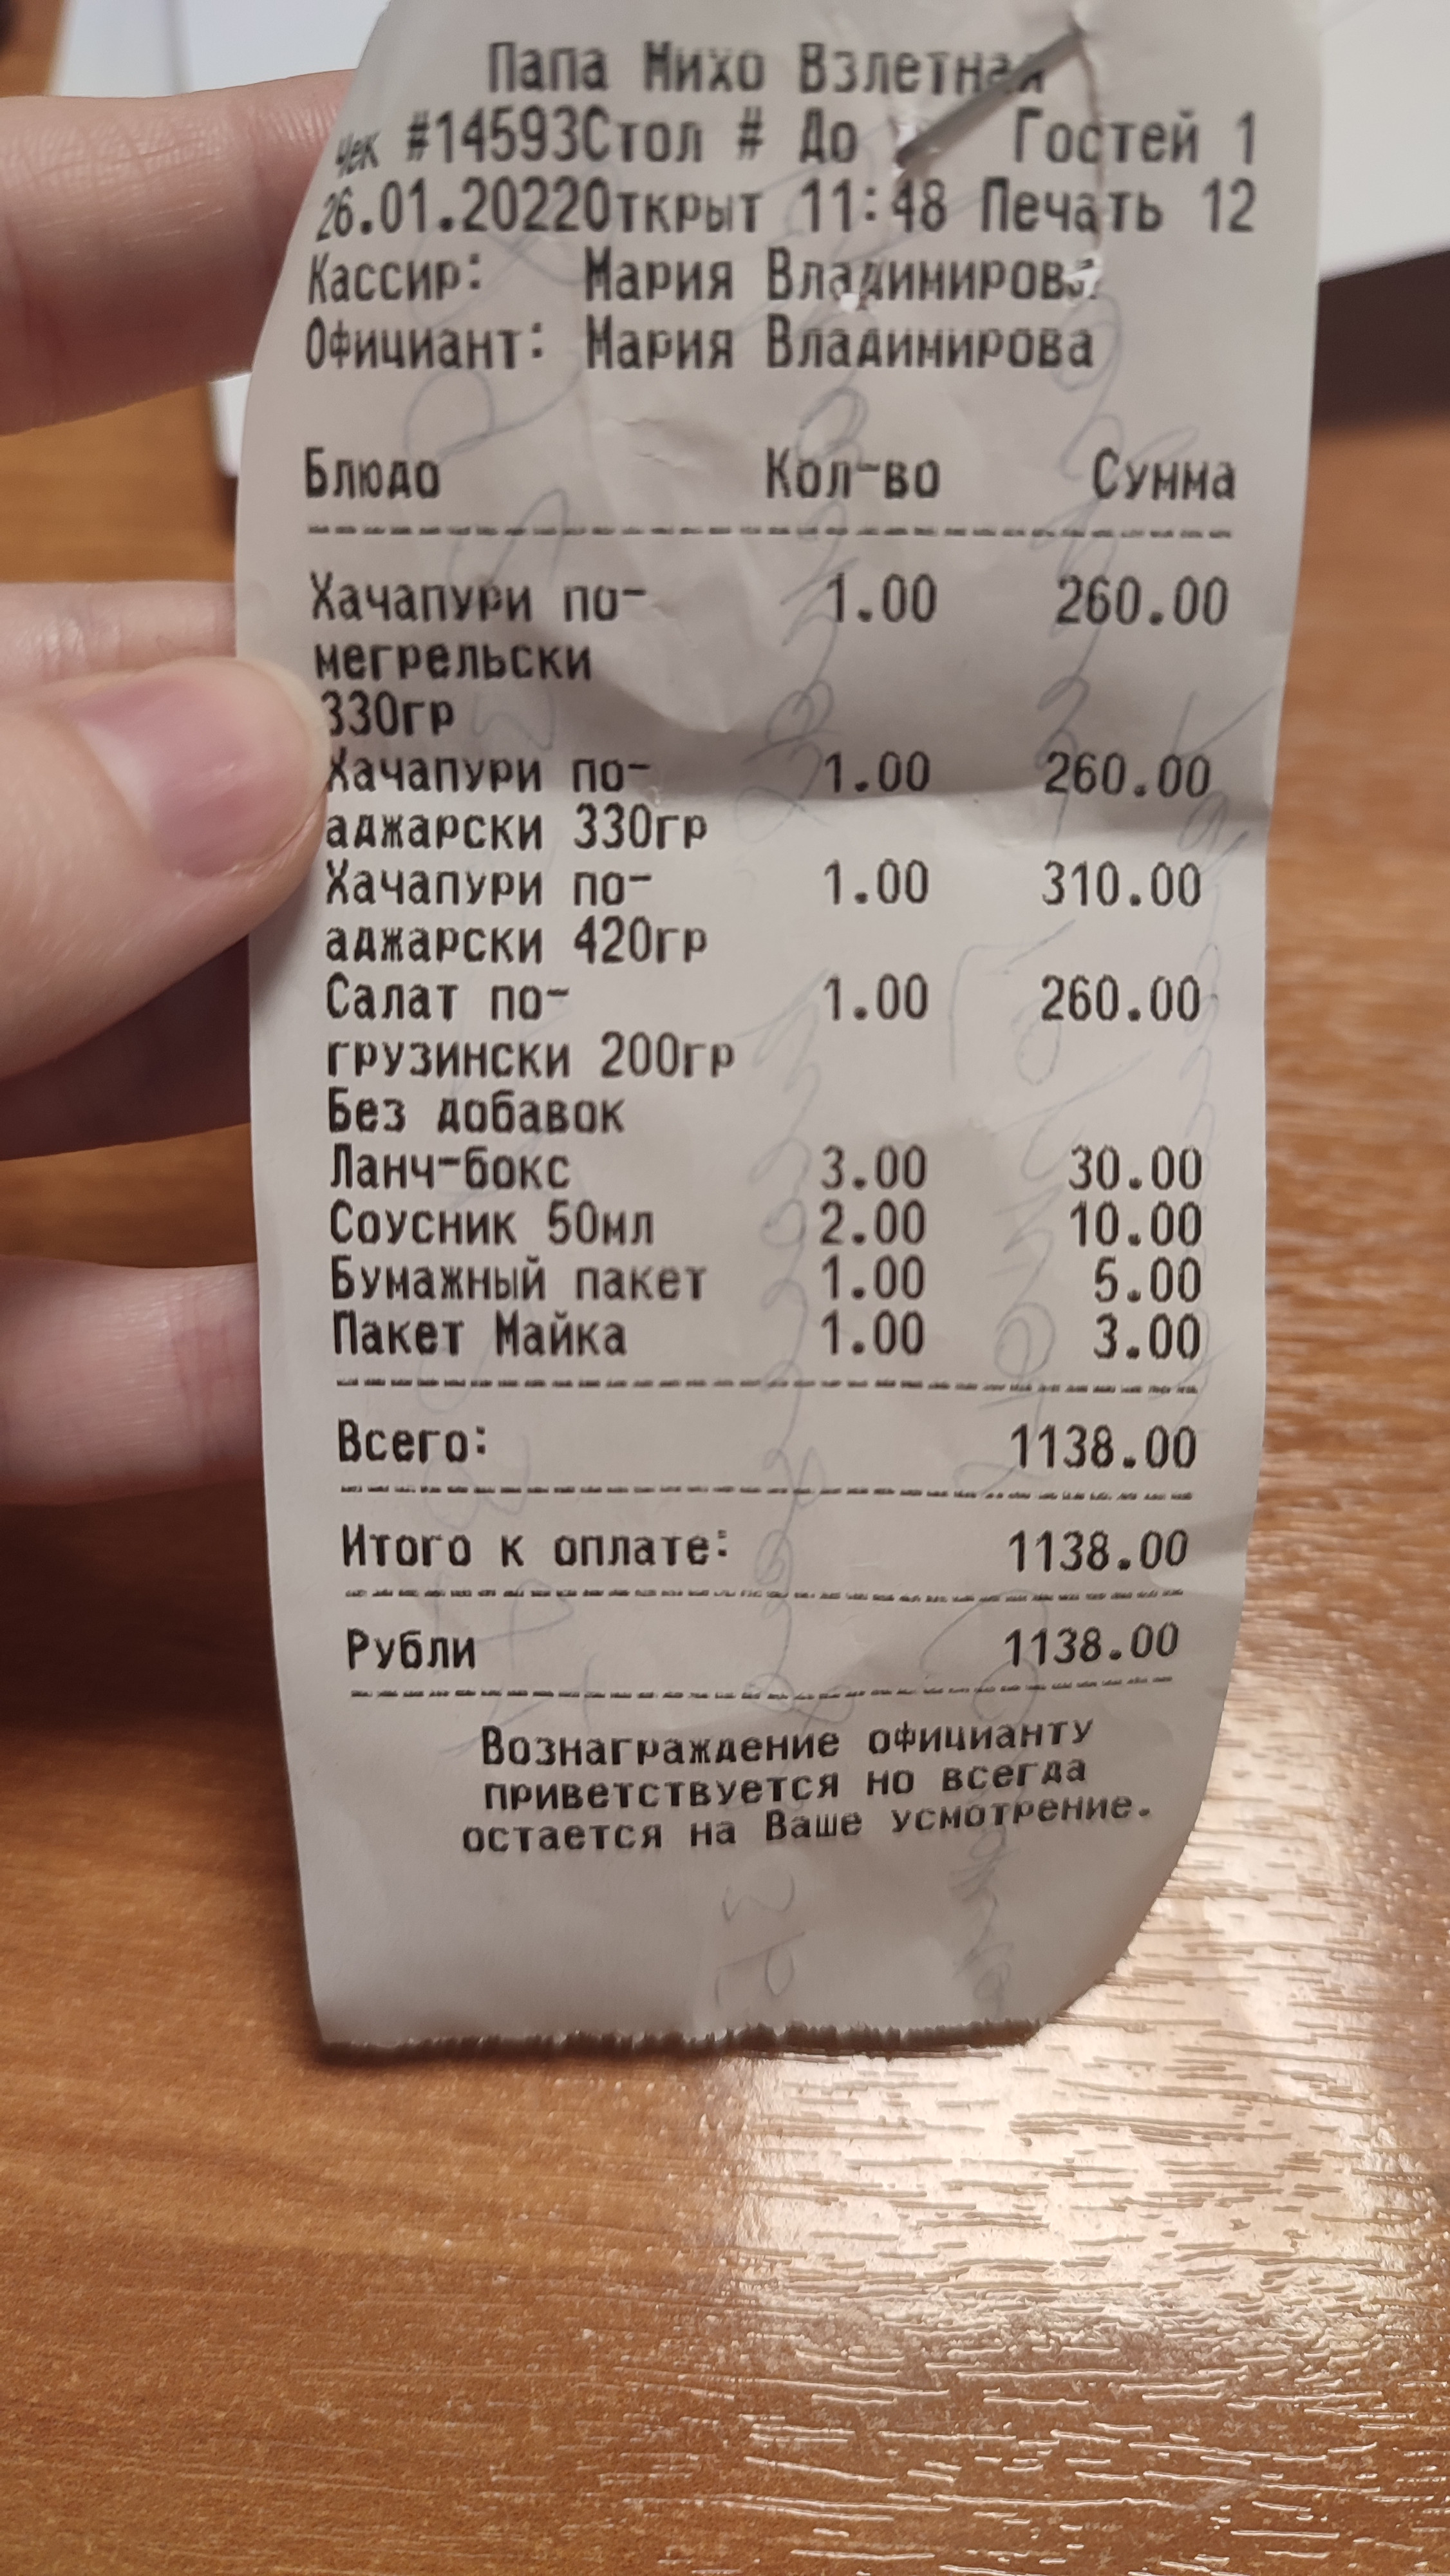 Папа Михо Взлетная
Чек #14593Стол # До Гостей 1
26.01.2022Открыт 11:48 Печать 12
Кассир: Мария Владимирова
Официант: Мария Владимирова
Блюдо Кол-во Сумма
Хачапури по- 1.00 260.00
мегрельски
330гр
Хачапури по- 1.00 260.00
аджарски 330гр
Хачапури по- 1.00 310.00
аджарски 420гр
Салат по- 1.00 260.00
грузински 200гр
Без добавок
Ланч-бокс 3.00 30.00
Соусник 50мл 2.00 10.00
Бумажный пакет 1.00 5.00
Пакет Майка 1.00 3.00
Всего: 1138.00
Итого к оплате: 1138.00
Рубли 1138.00
Вознаграждение официанту
приветствуется но всегда
остается на Ваше усмотрение.